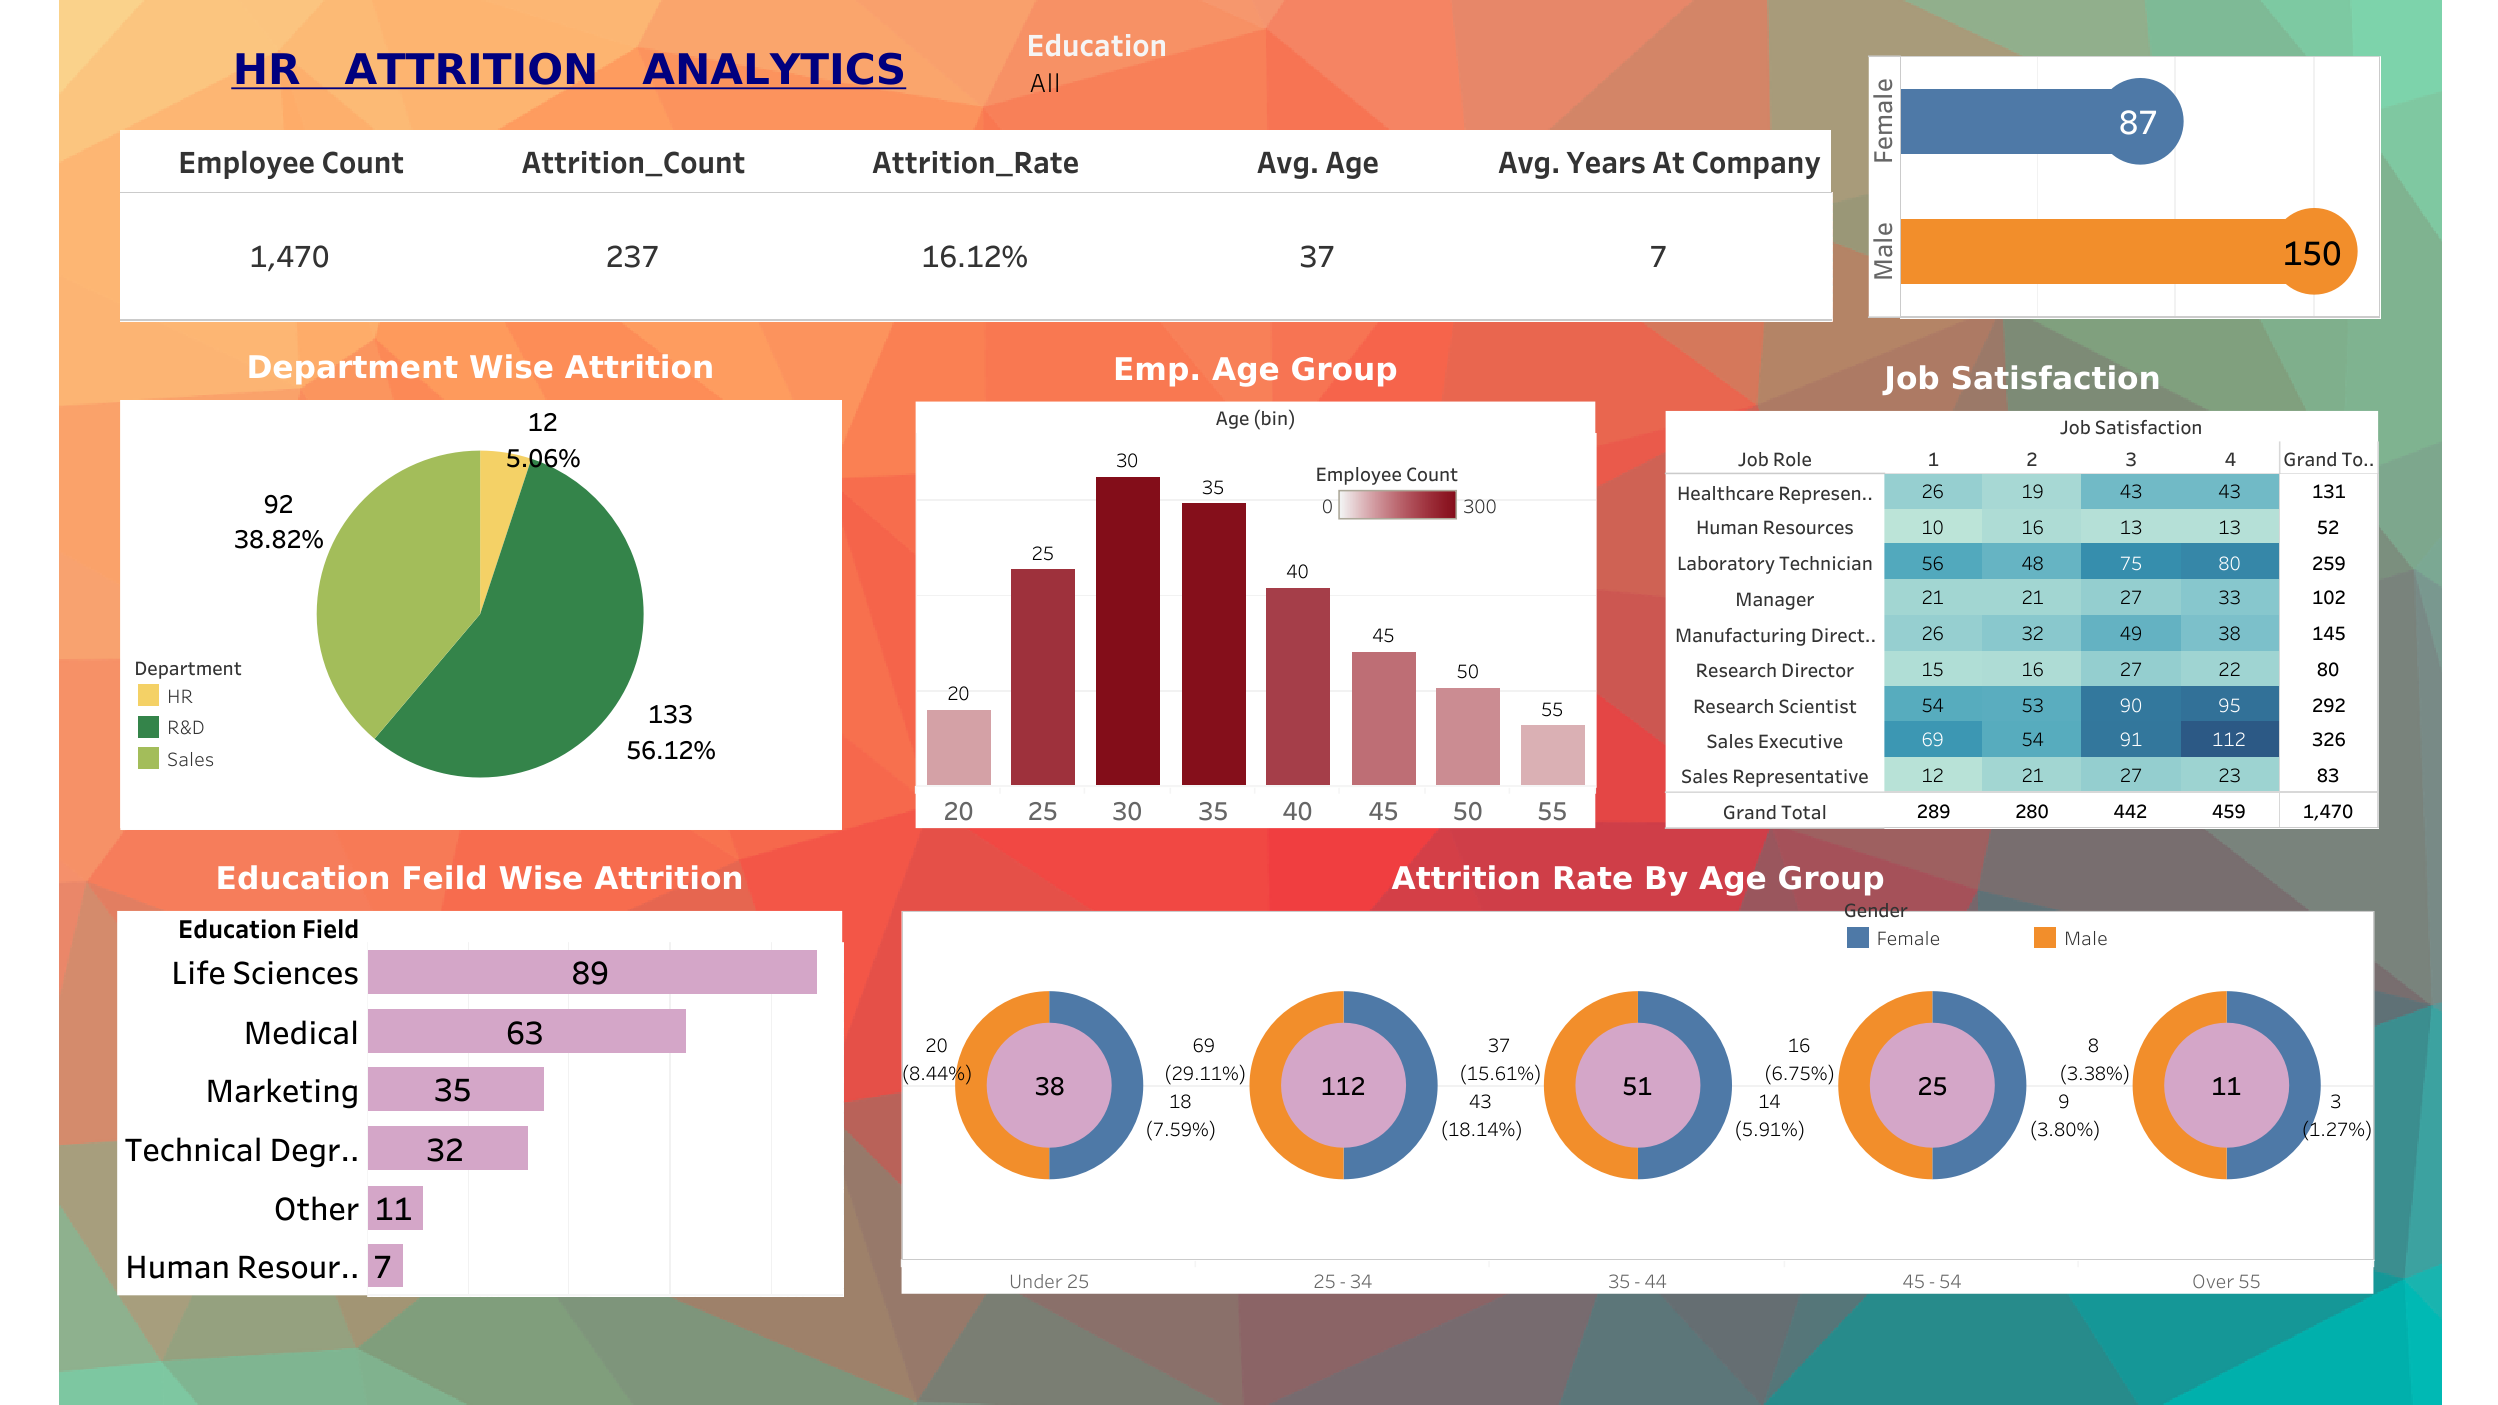 HR ATTRITION ANALYTICS
Education
All
Employee Count Attrition_Count Attrition_Rate Avg. Age Avg. Years At Company
1,470 237 16.12% 37 7
Female 87
Male 150
Department Wise Attrition
12
5.06%
92
38.82%
133
56.12%
Department
HR
R&D
Sales
Emp. Age Group
Age (bin)
Employee Count
0 300
20 25 30 35 40 45 50 55
20 25 30 35 40 45 50 55
Job Satisfaction
Job Satisfaction
Job Role 1 2 3 4 Grand To..
Healthcare Represen.. 26 19 43 43 131
Human Resources 10 16 13 13 52
Laboratory Technician 56 48 75 80 259
Manager 21 21 27 33 102
Manufacturing Direct.. 26 32 49 38 145
Research Director 15 16 27 22 80
Research Scientist 54 53 90 95 292
Sales Executive 69 54 91 112 326
Sales Representative 12 21 27 23 83
Grand Total 289 280 442 459 1,470
Education Feild Wise Attrition
Education Field
Life Sciences 89
Medical 63
Marketing 35
Technical Degr.. 32
Other 11
Human Resour.. 7
Attrition Rate By Age Group
Gender
Female Male
20 69 37 16 8
(8.44%) (29.11%) (15.61%) (6.75%) (3.38%)
38 112 51 25 11
18 43 14 9 3
(7.59%) (18.14%) (5.91%) (3.80%) (1.27%)
Under 25 25 - 34 35 - 44 45 - 54 Over 55